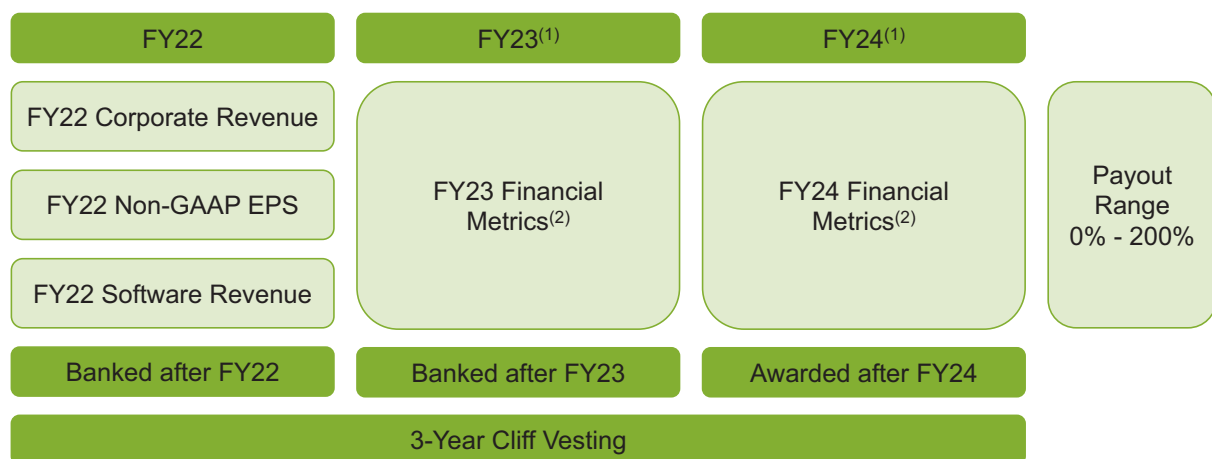 FY22
FY23(1)
FY24(1)
FY22 Corporate Revenue
FY22 Non-GAAP EPS
FY22 Software Revenue
FY23 Financial
Metrics(2)
FY24 Financial
Metrics(2)
Payout
Range
0% - 200%
Banked after FY22
Banked after FY23
Awarded after FY24
3-Year Cliff Vesting